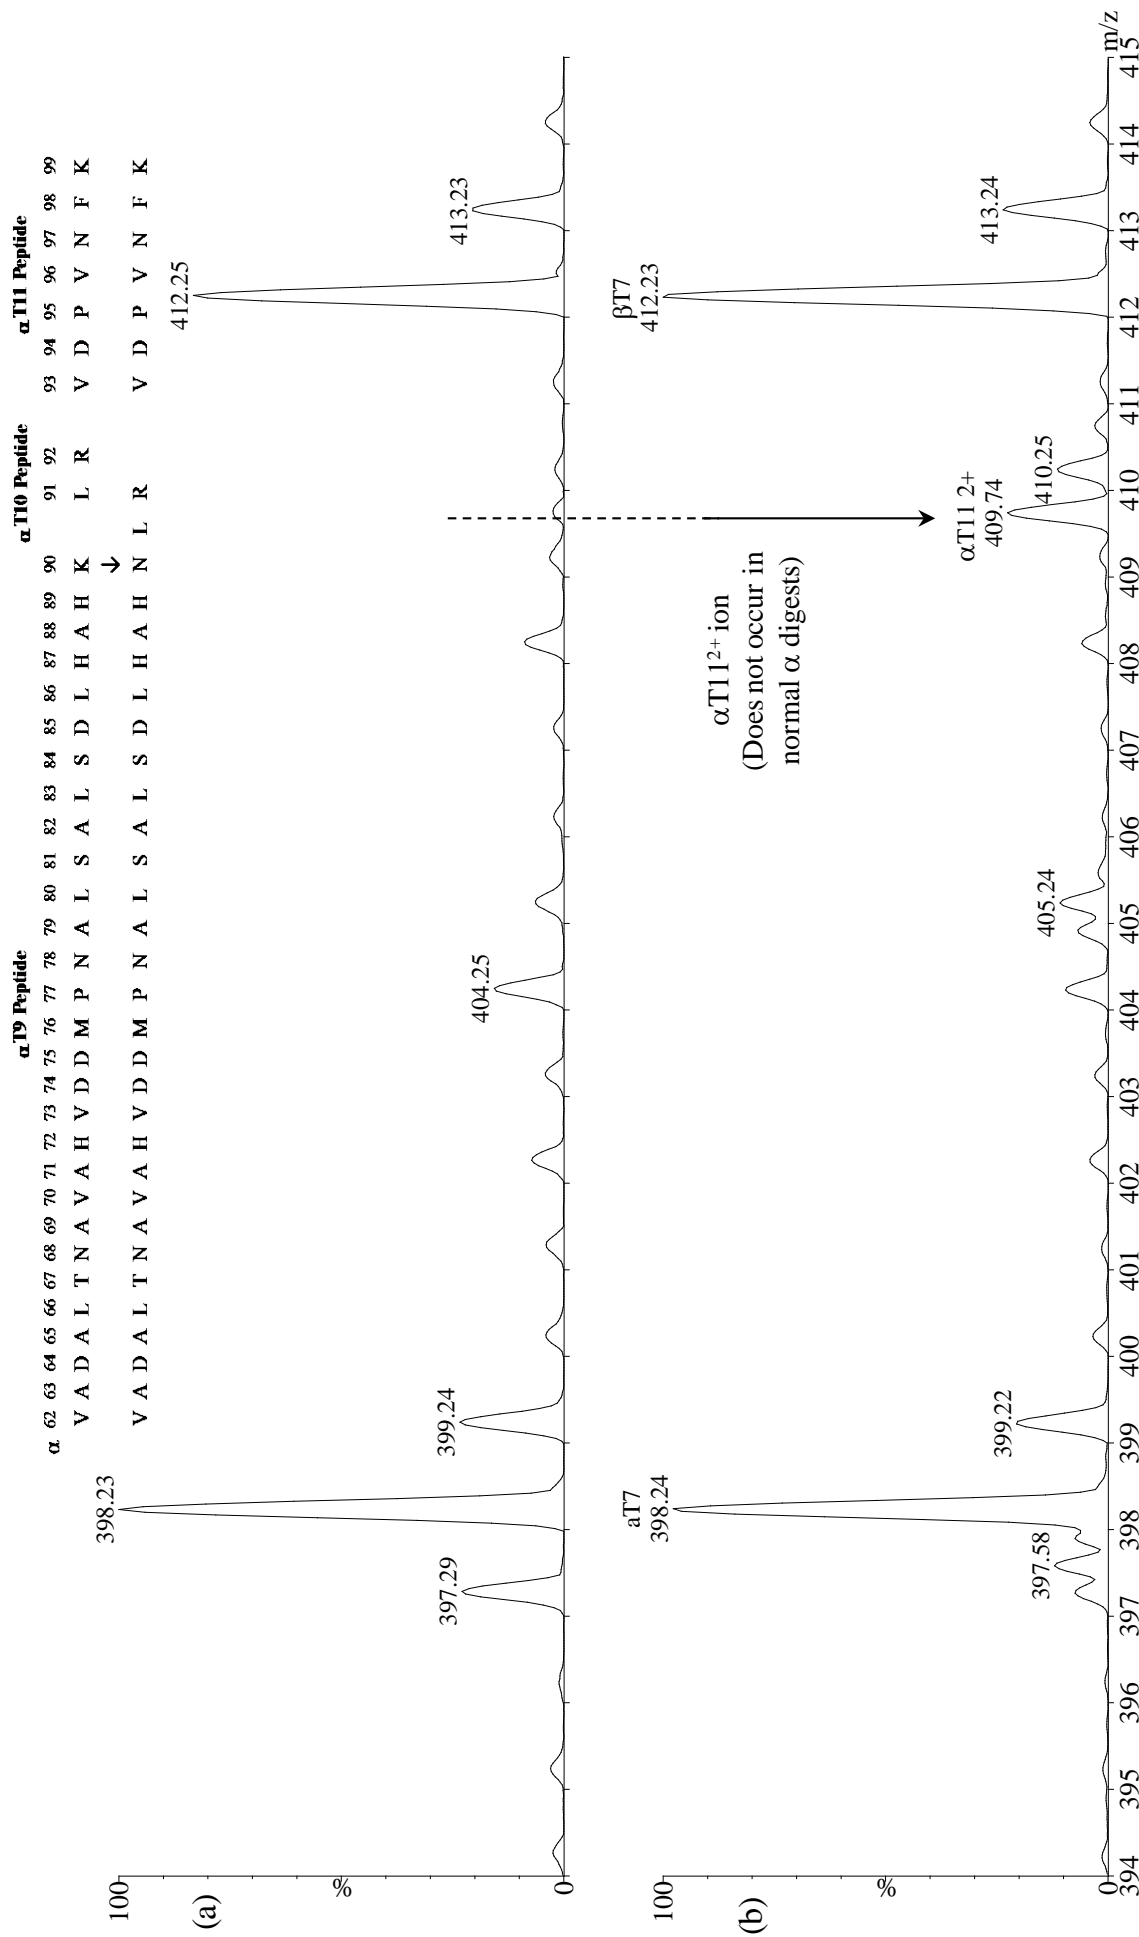 αT9 Peptide αT10 Peptide αT11 Peptide
α 62 63 64 65 66 67 68 69 70 71 72 73 74 75 76 77 78 79 80 81 82 83 84 85 86 87 88 89 90 91 92 93 94 95 96 97 98 99
V A D A L T N A V A H V D D M P N A L S A L S D L H A H K L R V D P V N F K
↓
V A D A L T N A V A H V D D M P N A L S A L S D L H A H N L R V D P V N F K
100
(a)
%
0
397.29
398.23
399.24
404.25
412.25
413.23
αT11²⁺ ion
(Does not occur in
normal α digests)
100
(b)
%
0
397.58
aT7
398.24
399.22
405.24
αT11 2+
409.74
410.25
βT7
412.23
413.24
394 395 396 397 398 399 400 401 402 403 404 405 406 407 408 409 410 411 412 413 414 415
m/z